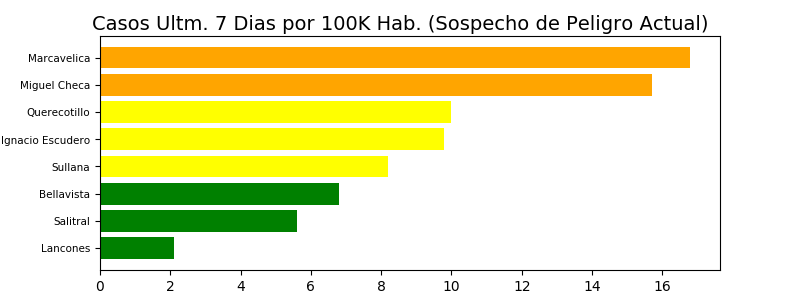 Casos Ultm. 7 Dias por 100K Hab. (Sospecho de Peligro Actual)
Marcavelica
Miguel Checa
Querecotillo
Ignacio Escudero
Sullana
Bellavista
Salitral
Lancones
0 2 4 6 8 10 12 14 16